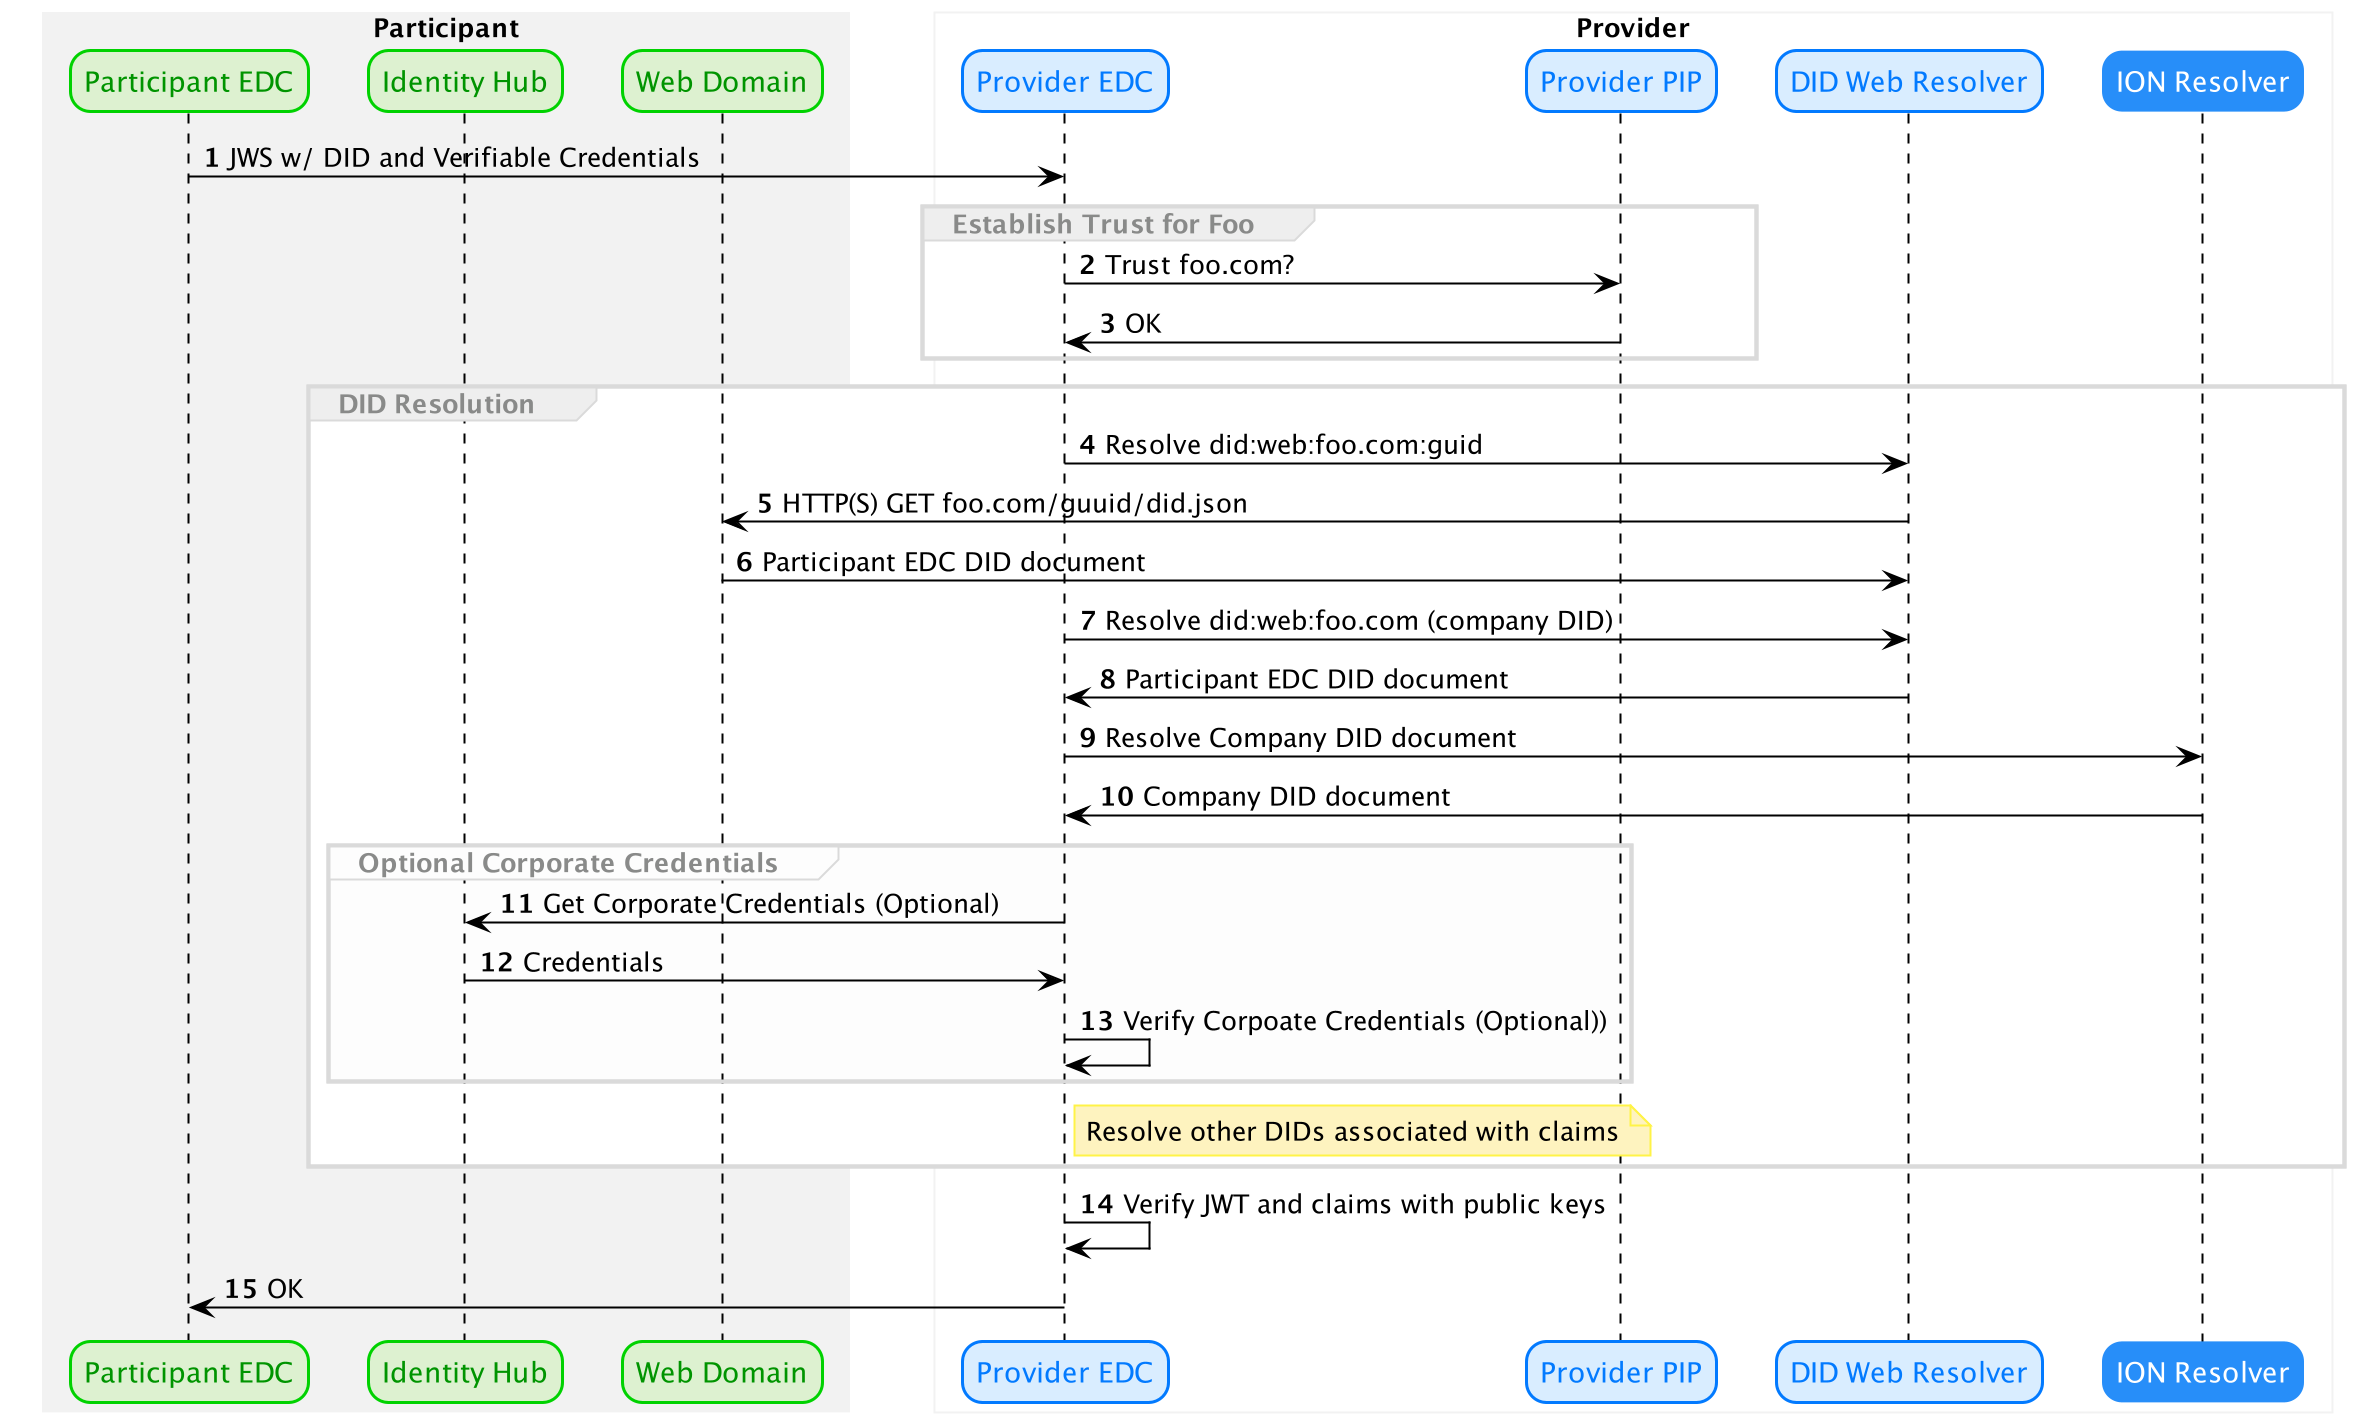 Participant
Provider
Participant EDC
Identity Hub
Web Domain
Provider EDC
Provider PIP
DID Web Resolver
ION Resolver
1 JWS w/ DID and Verifiable Credentials
Establish Trust for Foo
2 Trust foo.com?
3 OK
DID Resolution
4 Resolve did:web:foo.com:guid
5 HTTP(S) GET foo.com/guuid/did.json
6 Participant EDC DID document
7 Resolve did:web:foo.com (company DID)
8 Participant EDC DID document
9 Resolve Company DID document
10 Company DID document
Optional Corporate Credentials
11 Get Corporate Credentials (Optional)
12 Credentials
13 Verify Corpoate Credentials (Optional))
Resolve other DIDs associated with claims
14 Verify JWT and claims with public keys
15 OK
Participant EDC
Identity Hub
Web Domain
Provider EDC
Provider PIP
DID Web Resolver
ION Resolver